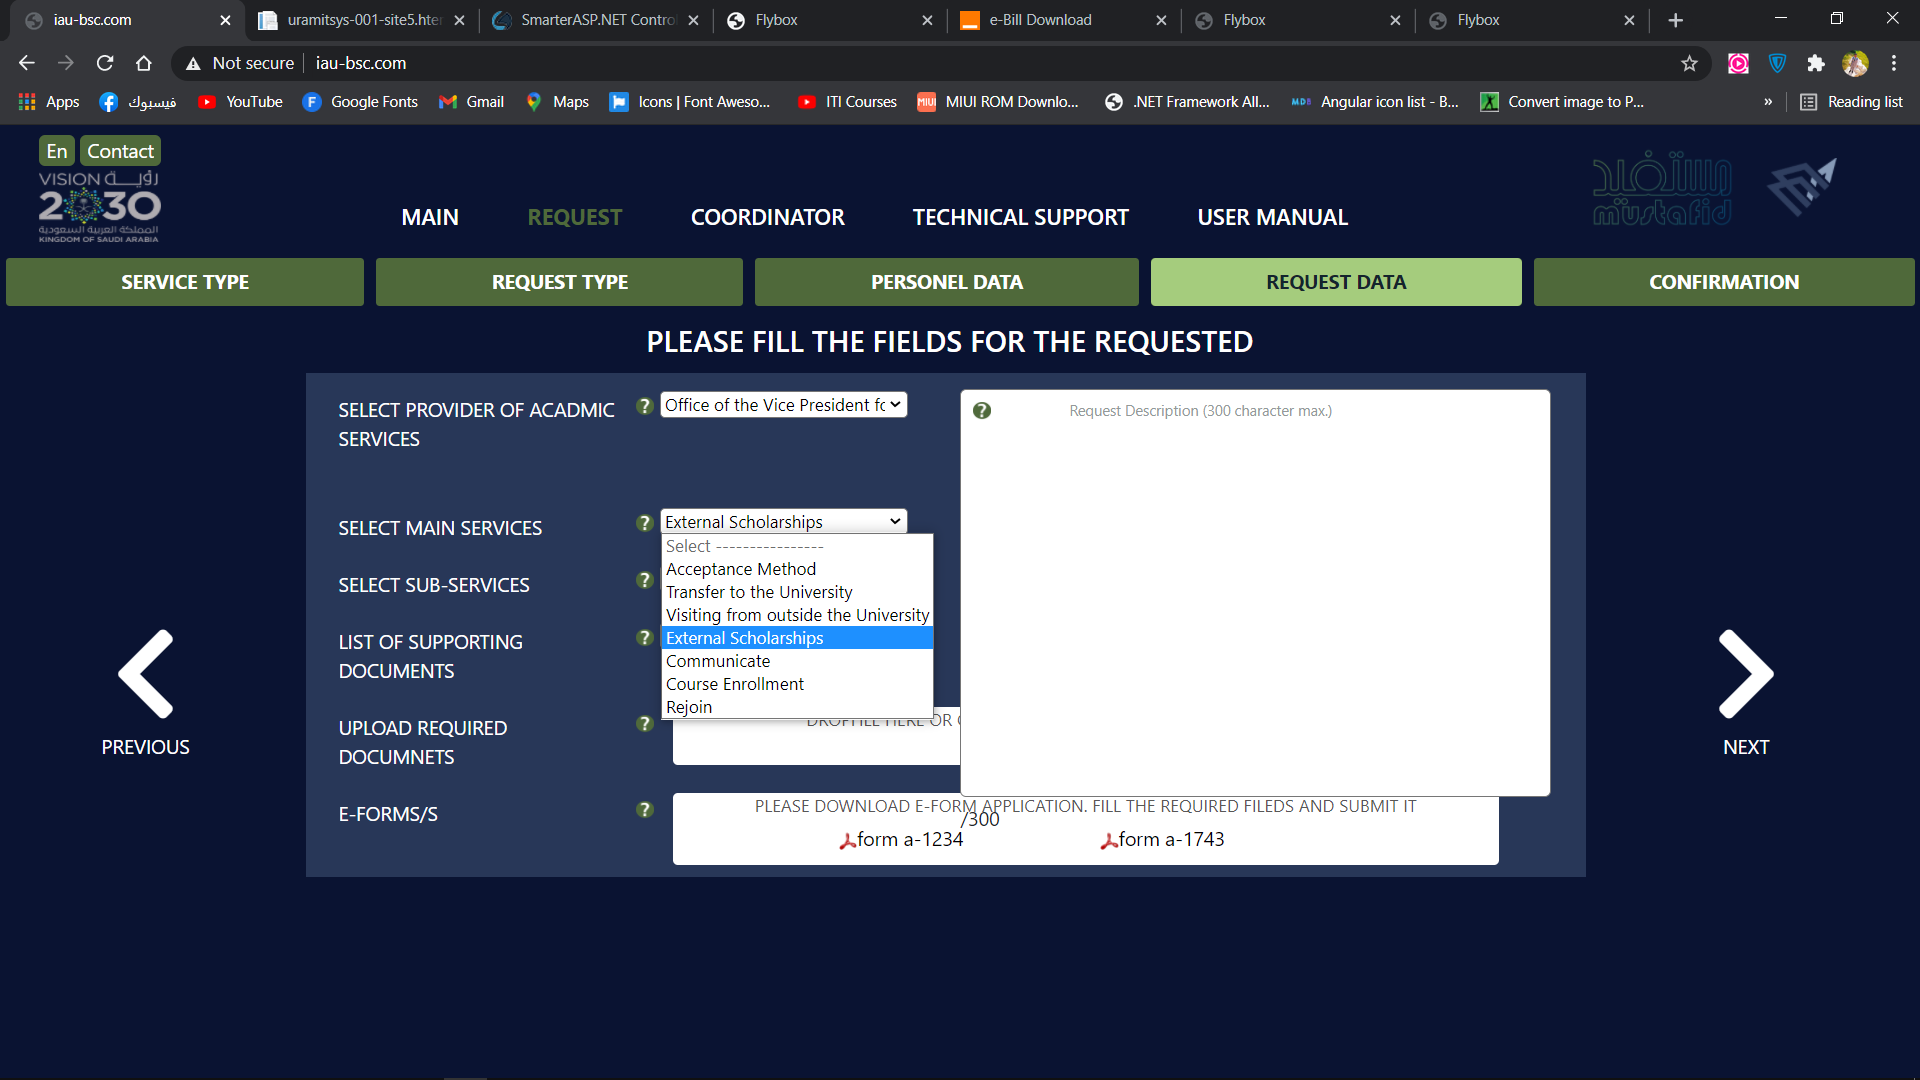 iau-bsc.com
uramitsys-001-site5.hter
SmarterASP.NET Contro
Flybox
e-Bill Download
Flybox
Flybox
Not secure
iau-bsc.com
Apps
فيسبوك
YouTube
Google Fonts
Gmail
Maps
Icons | Font Aweso...
ITI Courses
MIUI ROM Downlo...
.NET Framework All...
Angular icon list - B...
Convert image to P...
»
Reading list
En
Contact
VISION رؤيــة
2030
المملكة العربية السعودية
KINGDOM OF SAUDI ARABIA
MAIN
REQUEST
COORDINATOR
TECHNICAL SUPPORT
USER MANUAL
مستفيد
mustafid
SERVICE TYPE
REQUEST TYPE
PERSONEL DATA
REQUEST DATA
CONFIRMATION
PLEASE FILL THE FIELDS FOR THE REQUESTED
SELECT PROVIDER OF ACADMIC
SERVICES
?
Office of the Vice President fo
?
Request Description (300 character max.)
SELECT MAIN SERVICES
?
External Scholarships
Select ----------------
Acceptance Method
Transfer to the University
Visiting from outside the University
External Scholarships
Communicate
Course Enrollment
Rejoin
SELECT SUB-SERVICES
?
LIST OF SUPPORTING
DOCUMENTS
?
UPLOAD REQUIRED
DOCUMNETS
?
DROPFILE HERE OR
PREVIOUS
NEXT
E-FORMS/S
?
PLEASE DOWNLOAD E-FORM APPLICATION. FILL THE REQUIRED FILEDS AND SUBMIT IT
/300
form a-1234
form a-1743